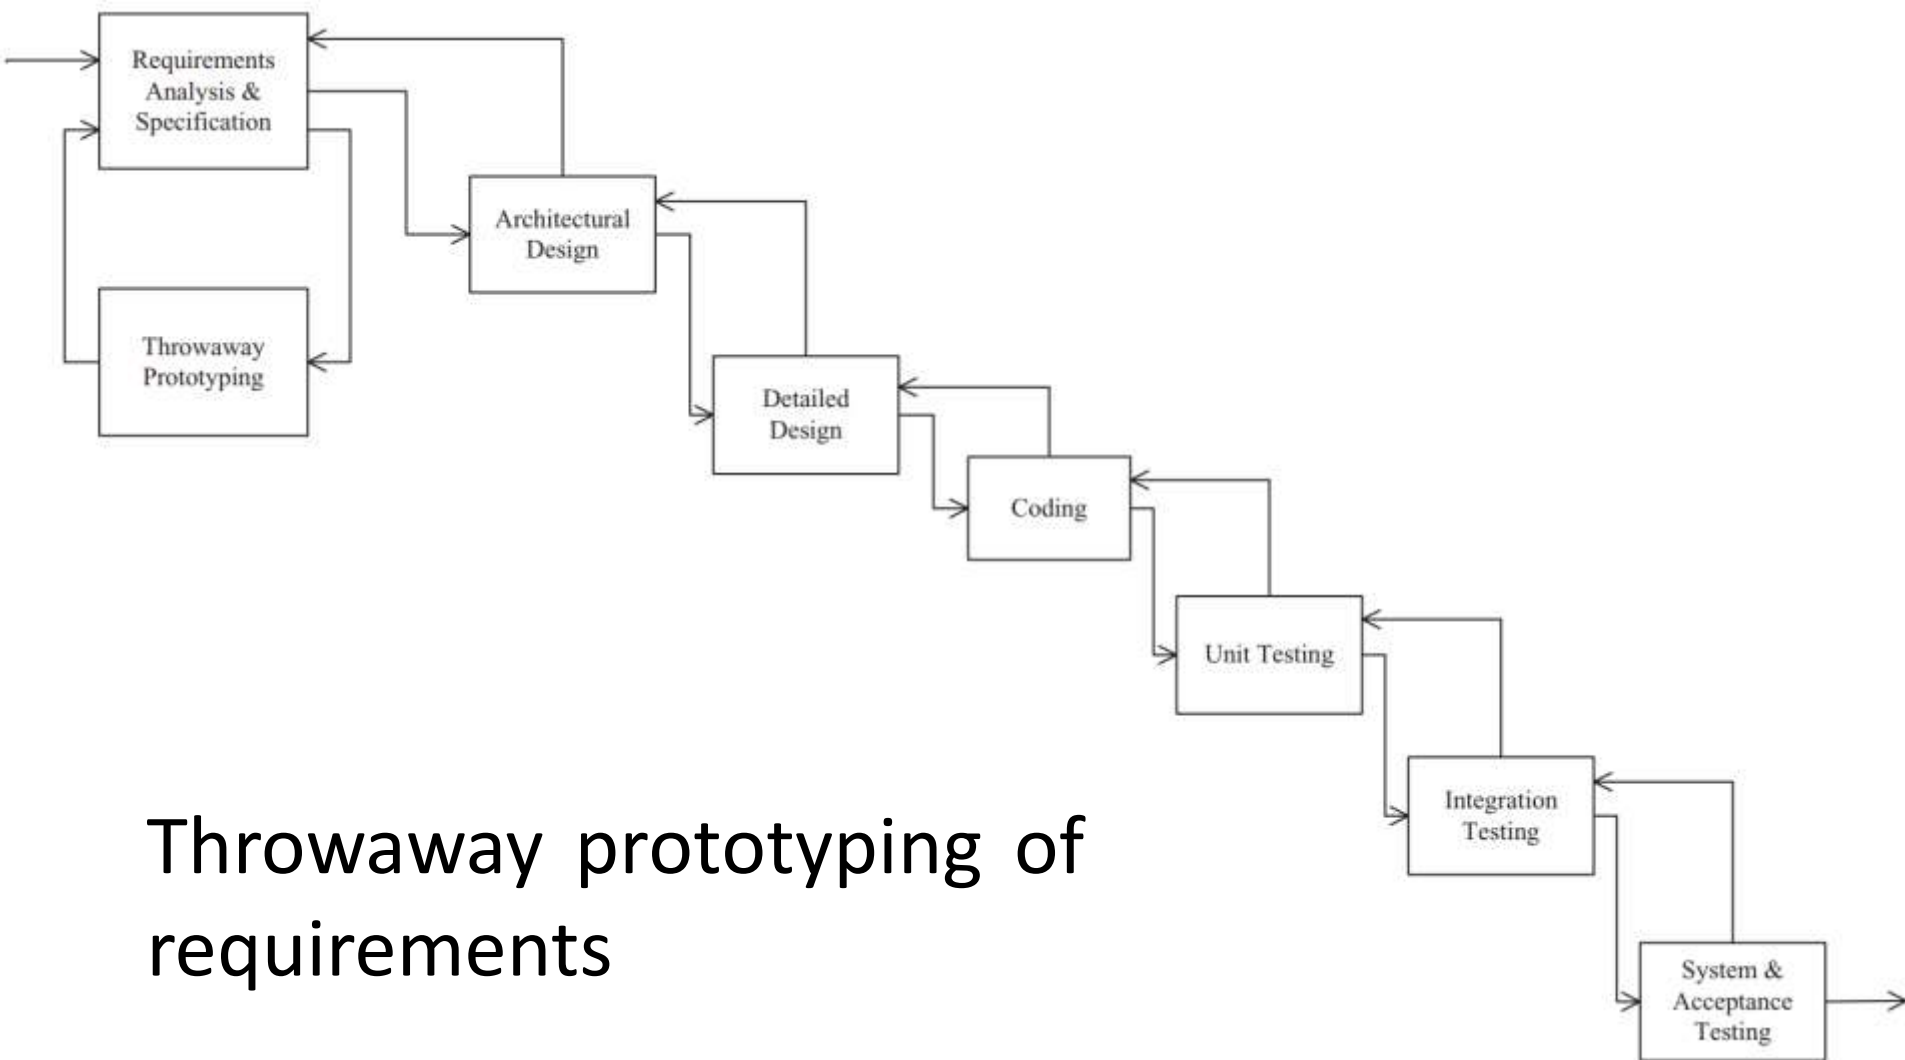 Requirements
Analysis &
Specification
Architectural
Design
Throwaway
Prototyping
Detailed
Design
Coding
Unit Testing
Integration
Testing
System &
Acceptance
Testing
Throwaway prototyping of
requirements